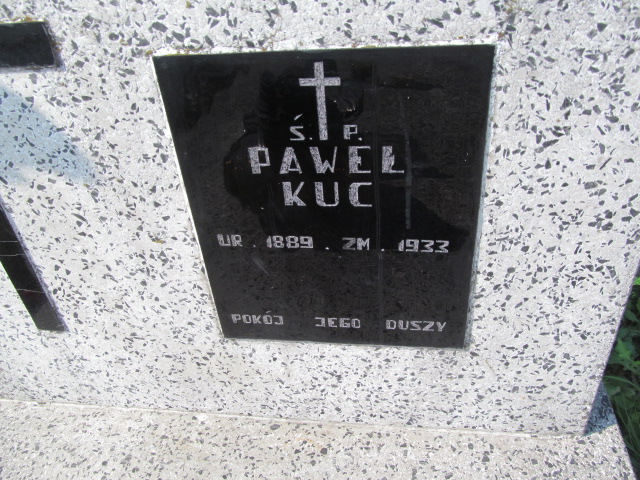 Ś. P.
PAWEŁ
KUC
UR. 1889. ZM. 1933
POKÓJ JEGO DUSZY